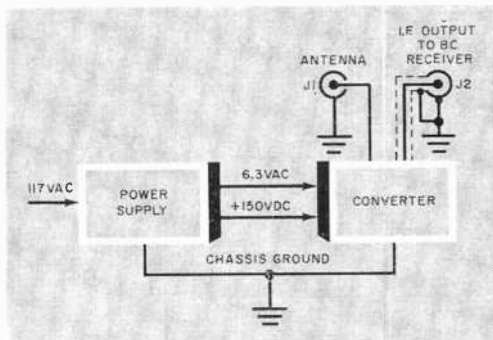 I.F. OUTPUT
TO BC
RECEIVER
ANTENNA
J1
J2
117VAC
POWER
SUPPLY
6.3VAC
+150VDC
CONVERTER
CHASSIS GROUND